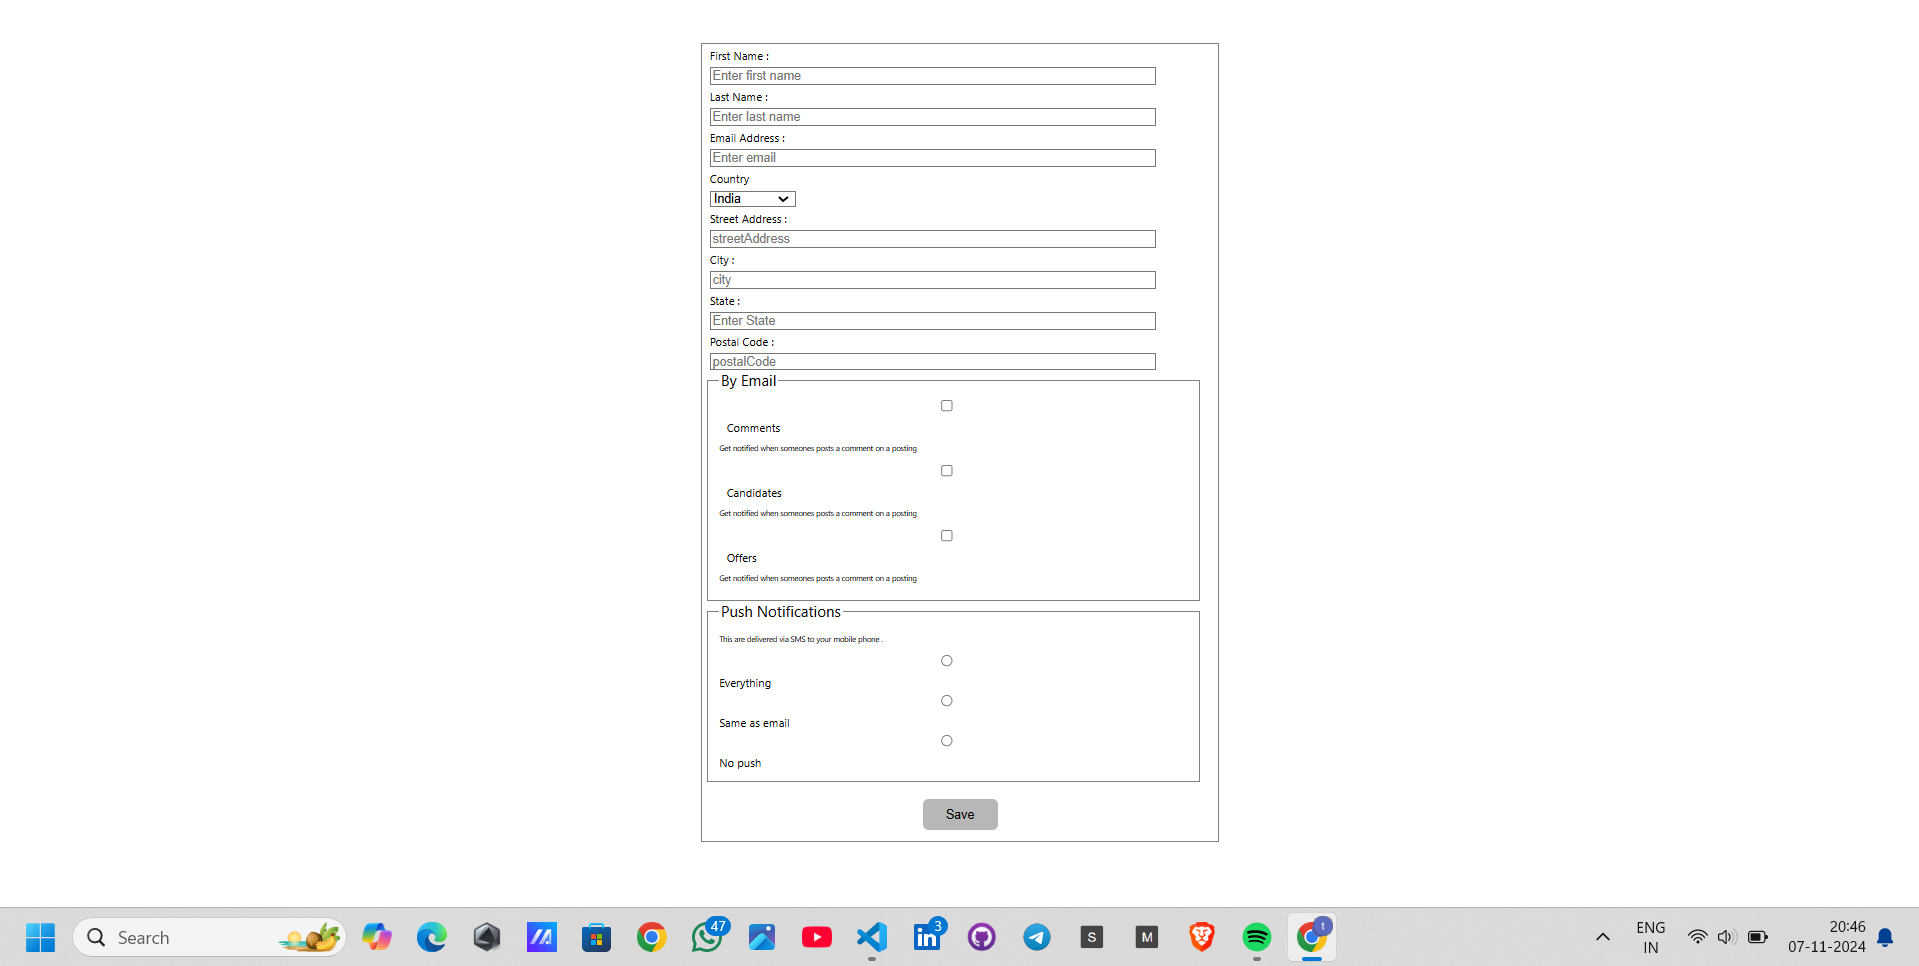 First Name :
Enter first name
Last Name :
Enter last name
Email Address :
Enter email
Country
India
Street Address :
streetAddress
City :
city
State :
Enter State
Postal Code :
postalCode
By Email
Comments
Get notified when someones posts a comment on a posting
Candidates
Get notified when someones posts a comment on a posting
Offers
Get notified when someones posts a comment on a posting
Push Notifications
This are delivered via SMS to your mobile phone .
Everything
Same as email
No push
Save
Search
47
in
3
S
M
t
ENG
IN
20:46
07-11-2024